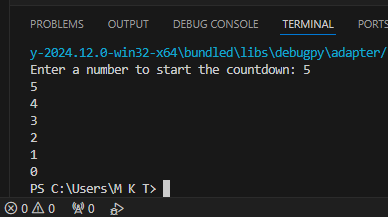 PROBLEMS OUTPUT DEBUG CONSOLE TERMINAL
y-2024.12.0-win32-x64\bundled\libs\debugpy\adapter/
Enter a number to start the countdown: 5
5
4
3
2
1
0
PS C:\Users\M K T>
0 0 0